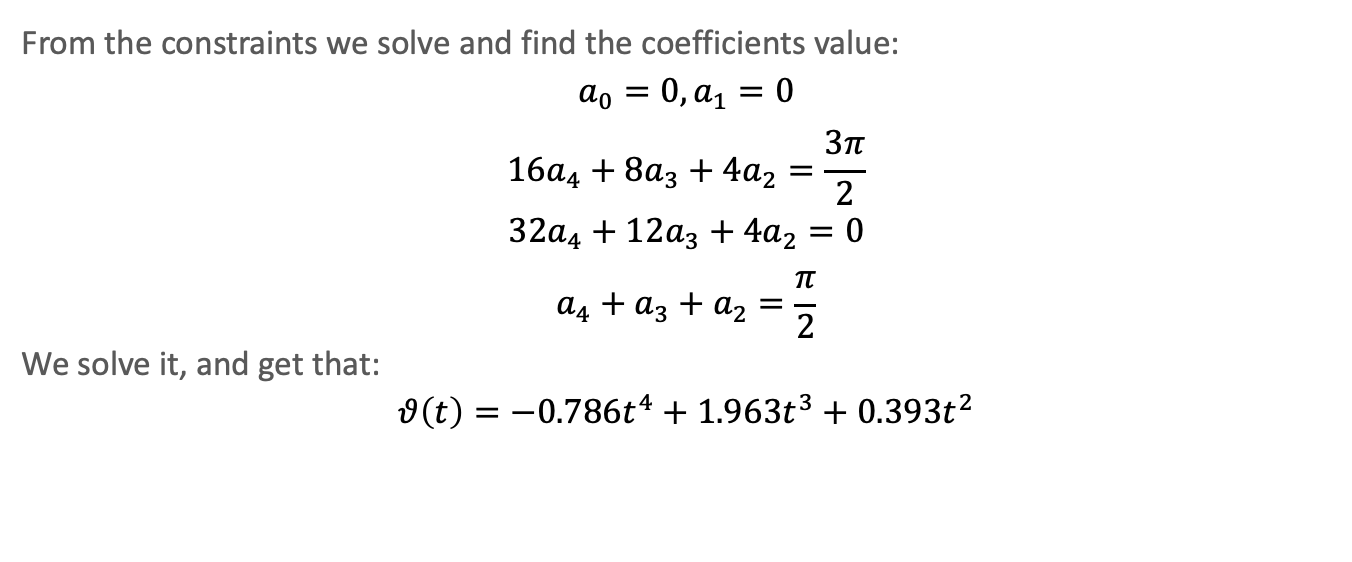 From the constraints we solve and find the coefficients value:
a₀ = 0, a₁ = 0
16a₄ + 8a₃ + 4a₂ = 3π/2
32a₄ + 12a₃ + 4a₂ = 0
a₄ + a₃ + a₂ = π/2
We solve it, and get that:
ϑ(t) = −0.786t⁴ + 1.963t³ + 0.393t²